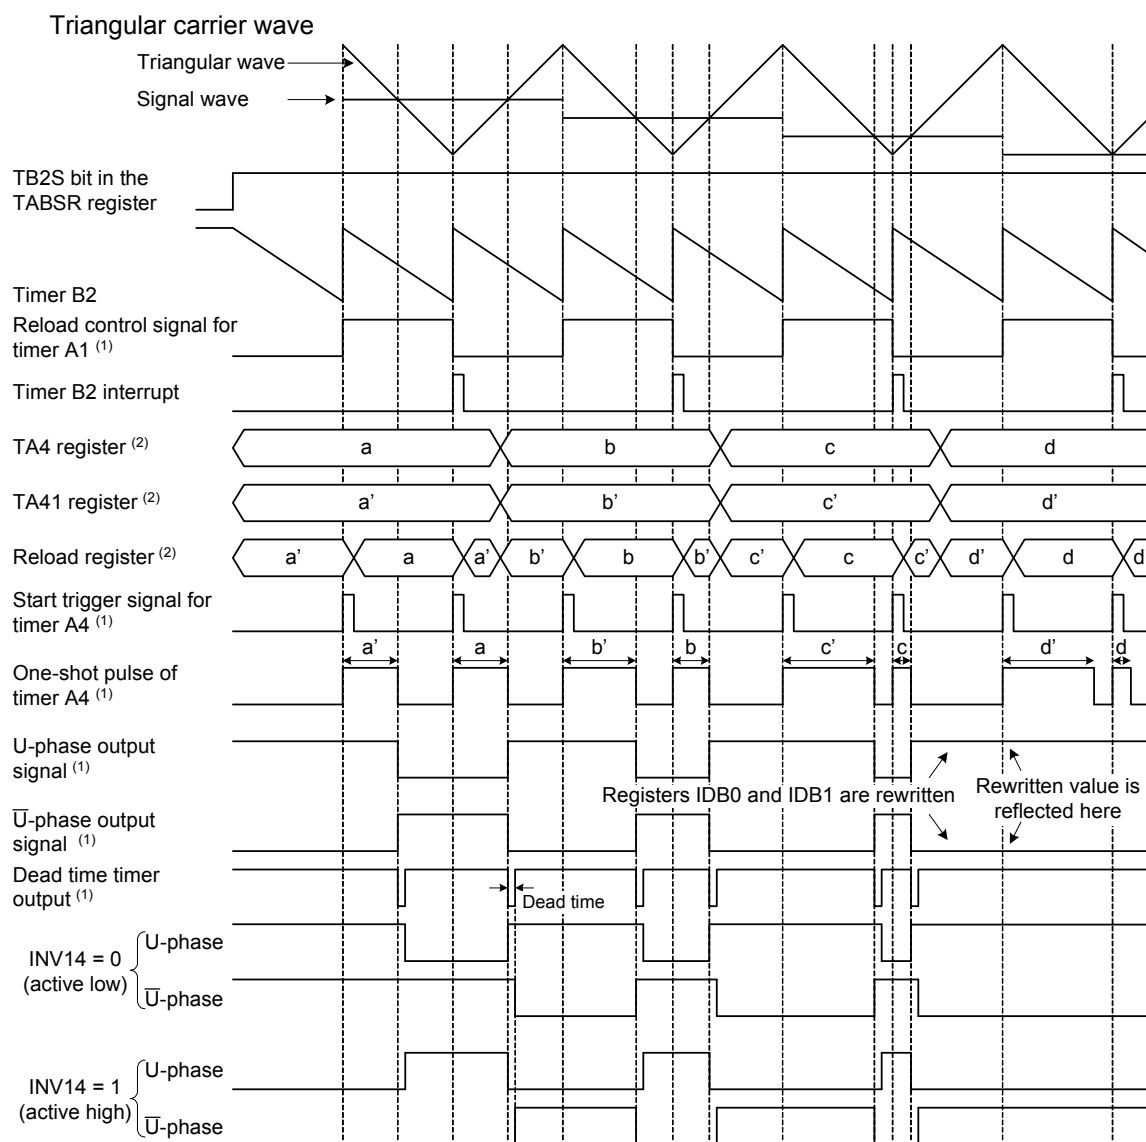 Triangular carrier wave
Triangular wave
Signal wave
TB2S bit in the
TABSR register
Timer B2
Reload control signal for
timer A1 (1)
Timer B2 interrupt
TA4 register (2)
a b c d
TA41 register (2)
a’ b’ c’ d’
Reload register (2)
a’ a a’ b’ b b’ c’ c c’ d’ d d
Start trigger signal for
timer A4 (1)
a’ a b’ b c’ c d’ d
One-shot pulse of
timer A4 (1)
U-phase output
signal (1)
Registers IDB0 and IDB1 are rewritten
Rewritten value is
reflected here
U̅-phase output
signal (1)
Dead time timer
output (1)
Dead time
INV14 = 0
(active low)
U-phase
U̅-phase
INV14 = 1
(active high)
U-phase
U̅-phase